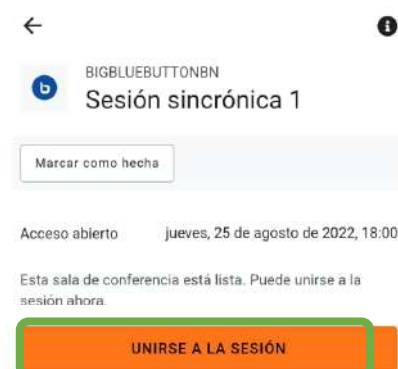 BIGBLUEBUTTONBN
b
Sesión sincrónica 1
Marcar como hecha
Acceso abierto jueves, 25 de agosto de 2022, 18:00
Esta sala de conferencia está lista. Puede unirse a la
sesión ahora.
UNIRSE A LA SESIÓN